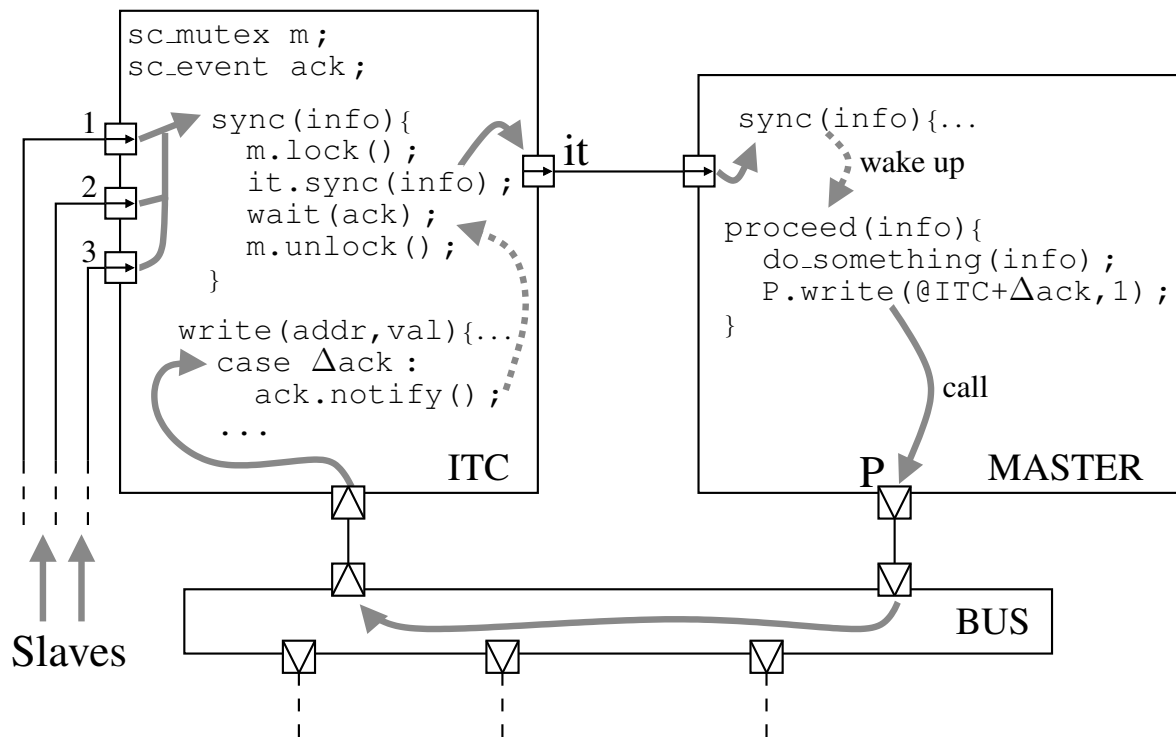 sc_mutex m;
sc_event ack;
1
2
3
sync(info){
m.lock();
it.sync(info);
wait(ack);
m.unlock();
}
write(addr,val){...
case Δack:
ack.notify();
...
ITC
it
sync(info){...
wake up
proceed(info){
do_something(info);
P.write(@ITC+Δack,1);
}
call
P
MASTER
BUS
Slaves